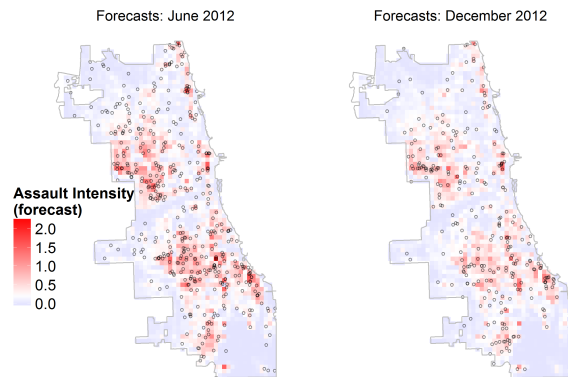 Forecasts: June 2012
Forecasts: December 2012
Assault Intensity
(forecast)
2.0
1.5
1.0
0.5
0.0